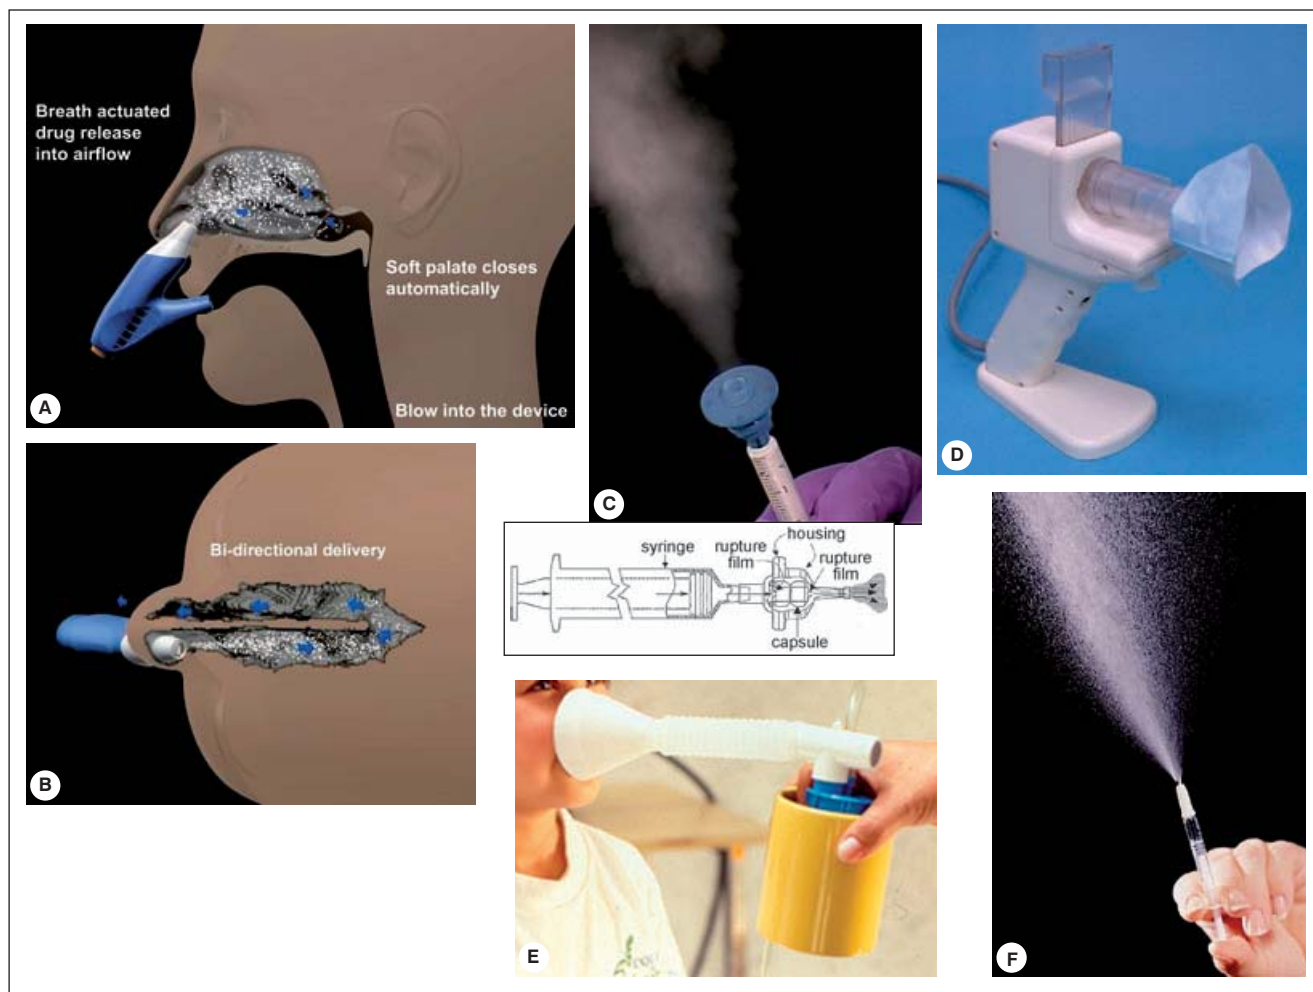 Breath actuated
drug release
into airflow
Soft palate closes
automatically
Blow into the device
A
Bi-directional delivery
B
C
D
syringe
rupture
film
housing
rupture
film
capsule
E
F